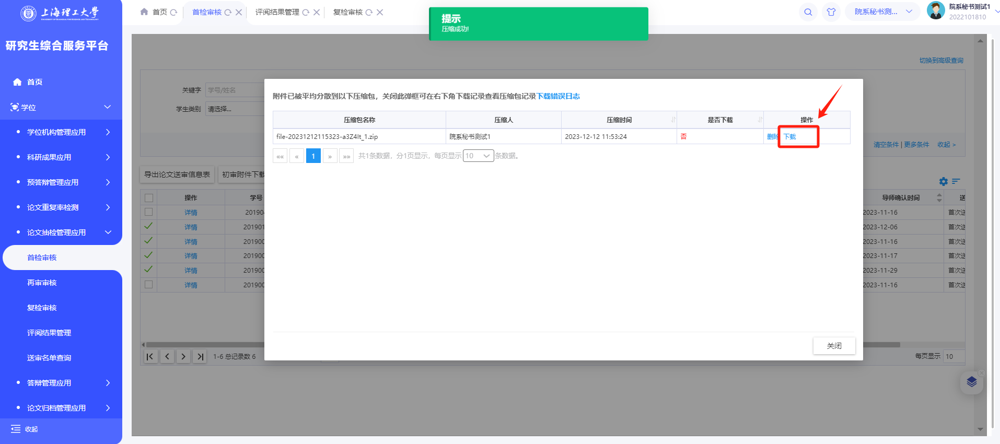 上海理工大学
UNIVERSITY OF SHANGHAI FOR SCIENCE AND TECHNOLOGY
研究生综合服务平台
首页
学位
学位机构管理应用
科研成果应用
预答辩管理应用
论文重复率检测
论文抽检管理应用
首检审核
再审审核
复检审核
评阅结果管理
送审名单查询
答辩管理应用
论文归档管理应用
收起
首页 首检审核 评阅结果管理 复检审核
提示
压缩成功!
院系秘书测试... 院系秘书测试1
2022101810
切换到高级查询
关键字 学号/姓名
学生类别 请选择...
清空条件 | 更多条件 收起 >
导出论文送审信息表 初审附件下载
操作 学号 导师确认时间 送
详情 20190 2023-11-16 首次送
详情 201901 2023-12-06 首次送
详情 201900 2023-11-16 首次送
详情 201900 2023-11-17 首次送
详情 201900 2023-11-29 首次送
详情 201900 2023-11-16 首次送
1-6 总记录数 6 每页显示 10
附件已被平均分散到以下压缩包，关闭此弹框可在右下角下载记录查看压缩包记录下载错误日志
压缩包名称 压缩人 压缩时间 是否下载 操作
file-20231212115323-a3Z4lt_1.zip 院系秘书测试1 2023-12-12 11:53:24 否 删除 下载
«« « 1 » »» 共1条数据，分1页显示，每页显示 10 条数据。
关闭